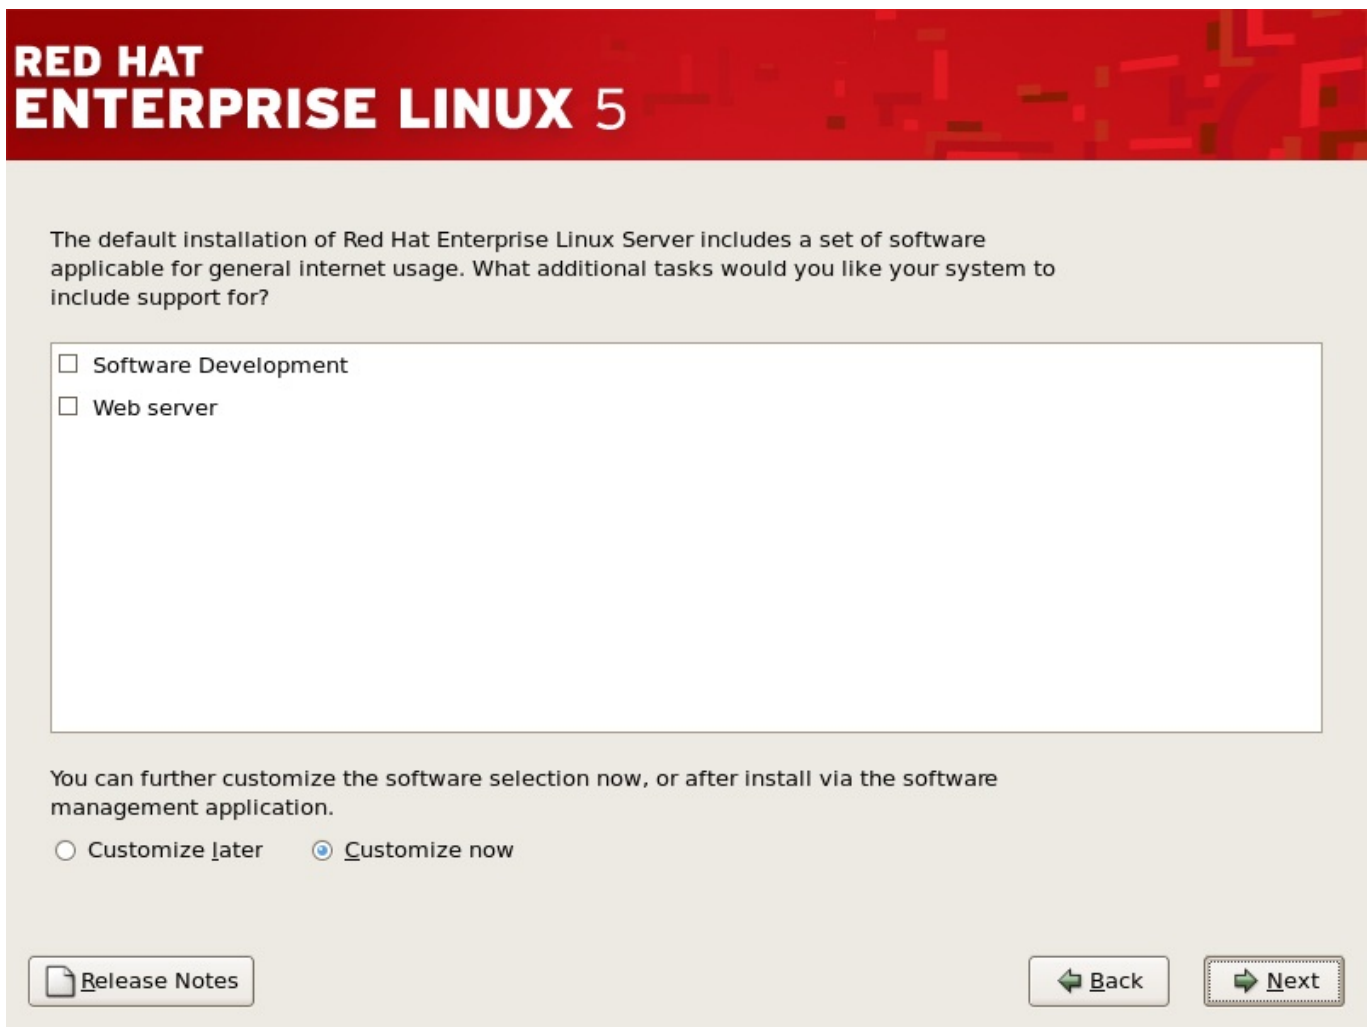 RED HAT
ENTERPRISE LINUX 5
The default installation of Red Hat Enterprise Linux Server includes a set of software
applicable for general internet usage. What additional tasks would you like your system to
include support for?
Software Development
Web server
You can further customize the software selection now, or after install via the software
management application.
Customize later Customize now
Release Notes Back Next